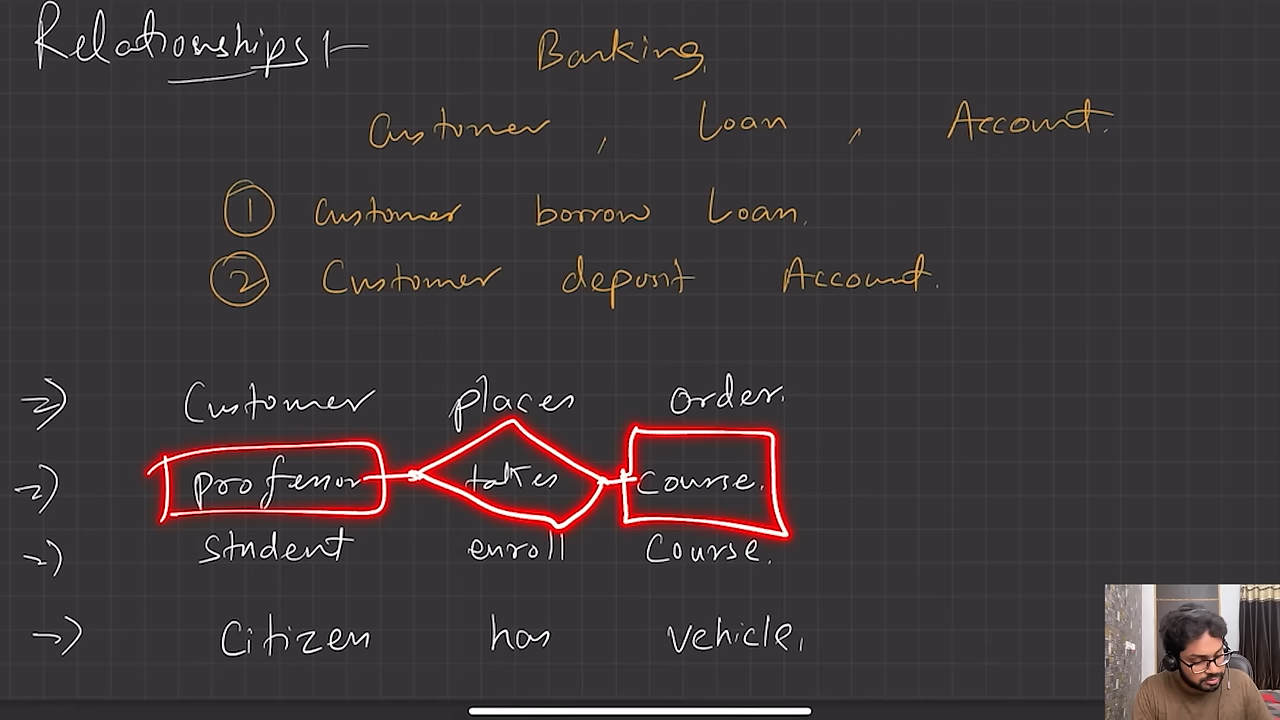 Relationships :-
Banking,
Customer , Loan , Account.
① Customer borrow Loan.
② Customer deposit Account.
=> Customer places order.
=> professor takes Course.
=> Student enroll Course.
=> Citizen has vehicle.